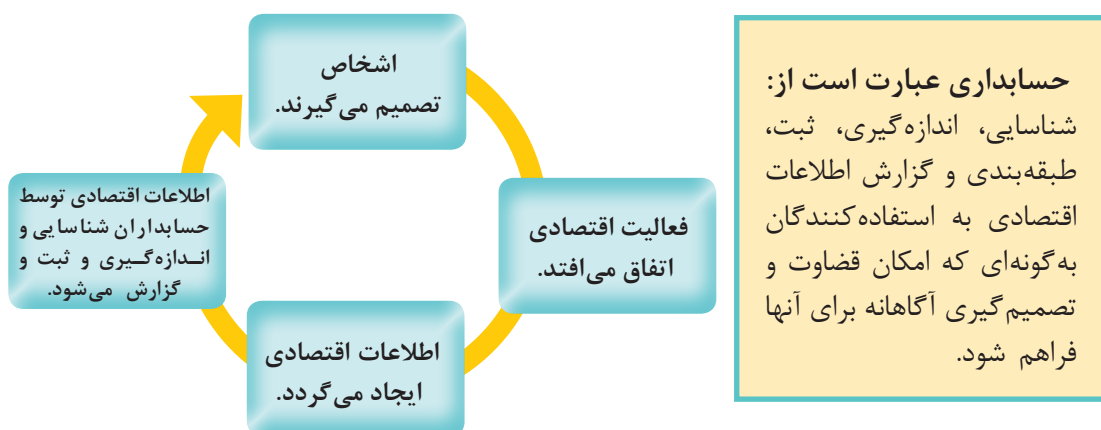 حسابداری عبارت است از:
شناسایی، اندازه‌گیری، ثبت،
طبقه‌بندی و گزارش اطلاعات
اقتصادی به استفاده‌کنندگان
به‌گونه‌ای که امکان قضاوت و
تصمیم‌گیری آگاهانه برای آنها
فراهم شود.
اشخاص
تصمیم می‌گیرند.
فعالیت اقتصادی
اتفاق می‌افتد.
اطلاعات اقتصادی
ایجاد می‌گردد.
اطلاعات اقتصادی توسط
حسابداران شناسایی و
انـدازه‌گـیری و ثبت و
گزارش می‌شود.